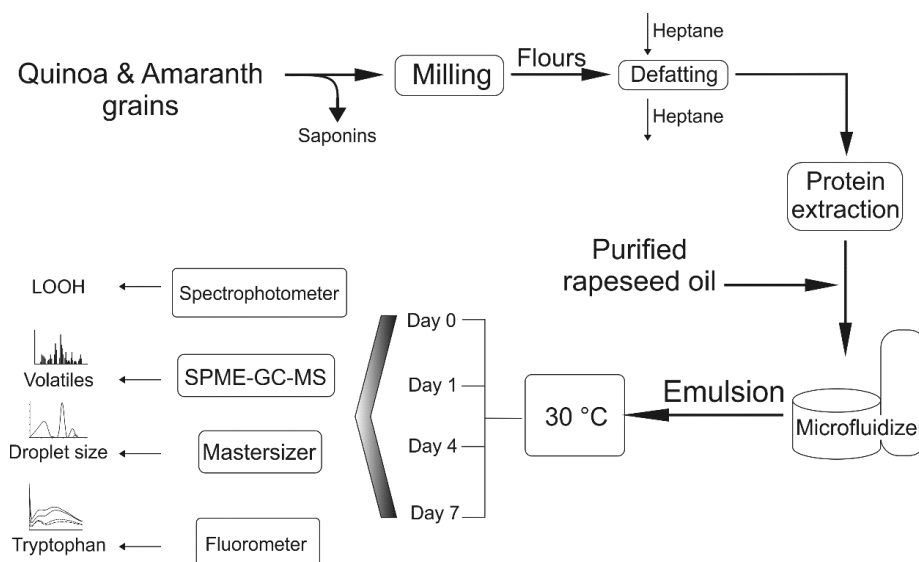 Heptane
Quinoa & Amaranth
grains
Milling
Flours
Defatting
Saponins
Heptane
Protein
extraction
Purified
rapeseed oil
LOOH
Spectrophotometer
Day 0
Volatiles
SPME-GC-MS
Day 1
30 °C
Emulsion
Microfluidize
Droplet size
Mastersizer
Day 4
Day 7
Tryptophan
Fluorometer